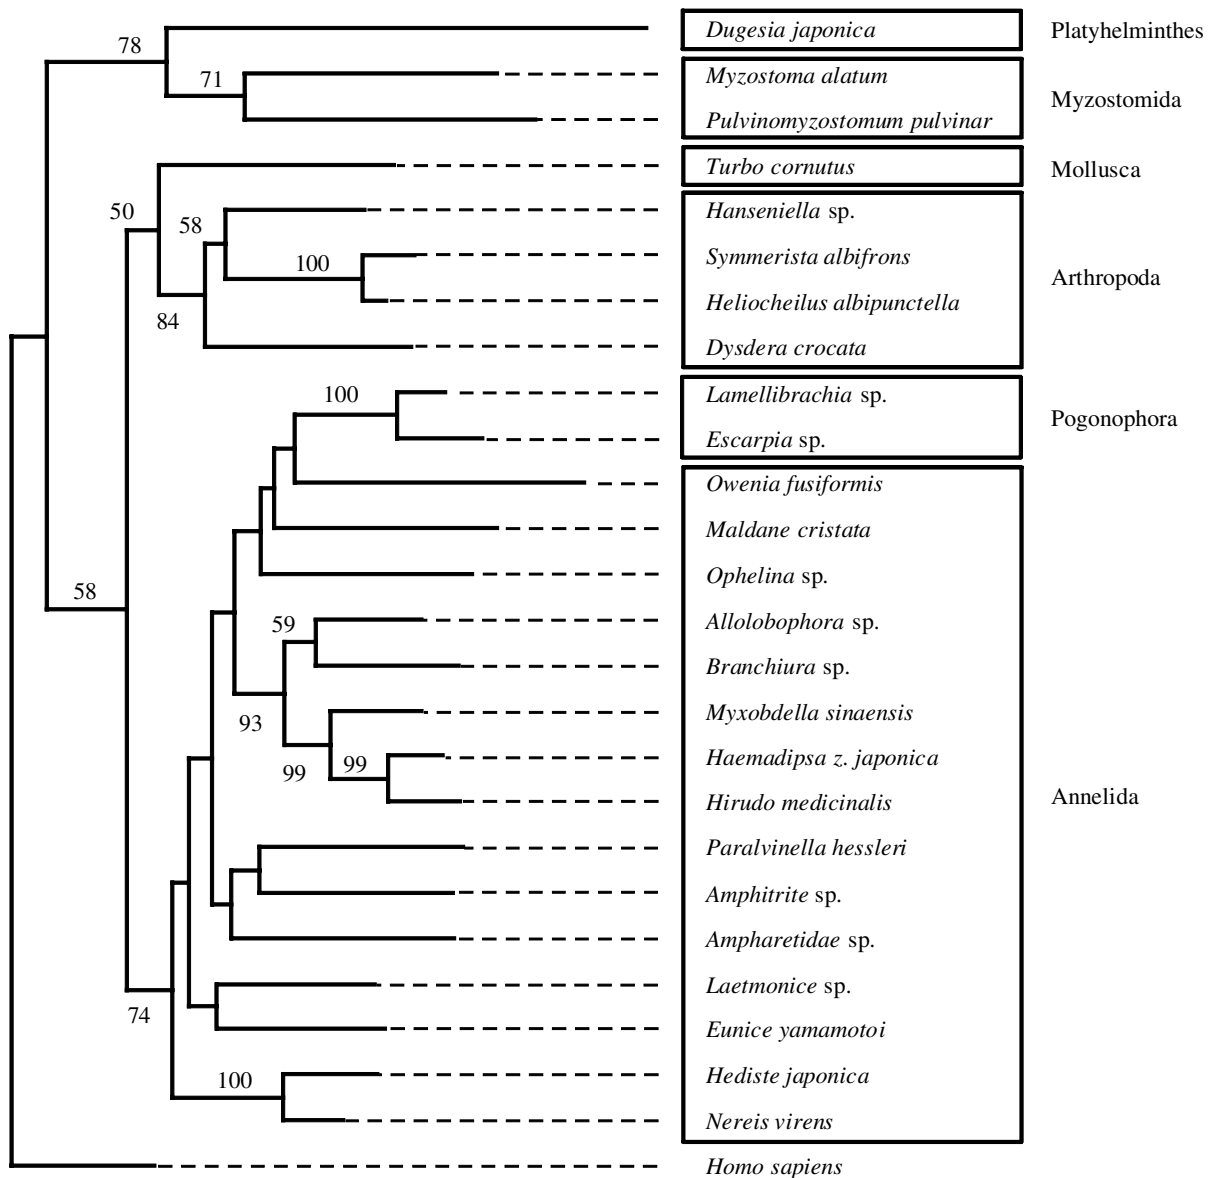 Dugesia japonica
Platyhelminthes
78
Myzostoma alatum
71
Myzostomida
Pulvinomyzostomum pulvinar
Turbo cornutus
Mollusca
50
Hanseniella sp.
58
Symmerista albifrons
100
Arthropoda
Heliocheilus albipunctella
84
Dysdera crocata
100
Lamellibrachia sp.
Pogonophora
Escarpia sp.
Owenia fusiformis
Maldane cristata
Ophelina sp.
58
Allolobophora sp.
59
Branchiura sp.
Myxobdella sinaensis
93
Haemadipsa z. japonica
99
99
Hirudo medicinalis
Annelida
Paralvinella hessleri
Amphitrite sp.
Ampharetidae sp.
Laetmonice sp.
74
Eunice yamamotoi
Hediste japonica
100
Nereis virens
Homo sapiens